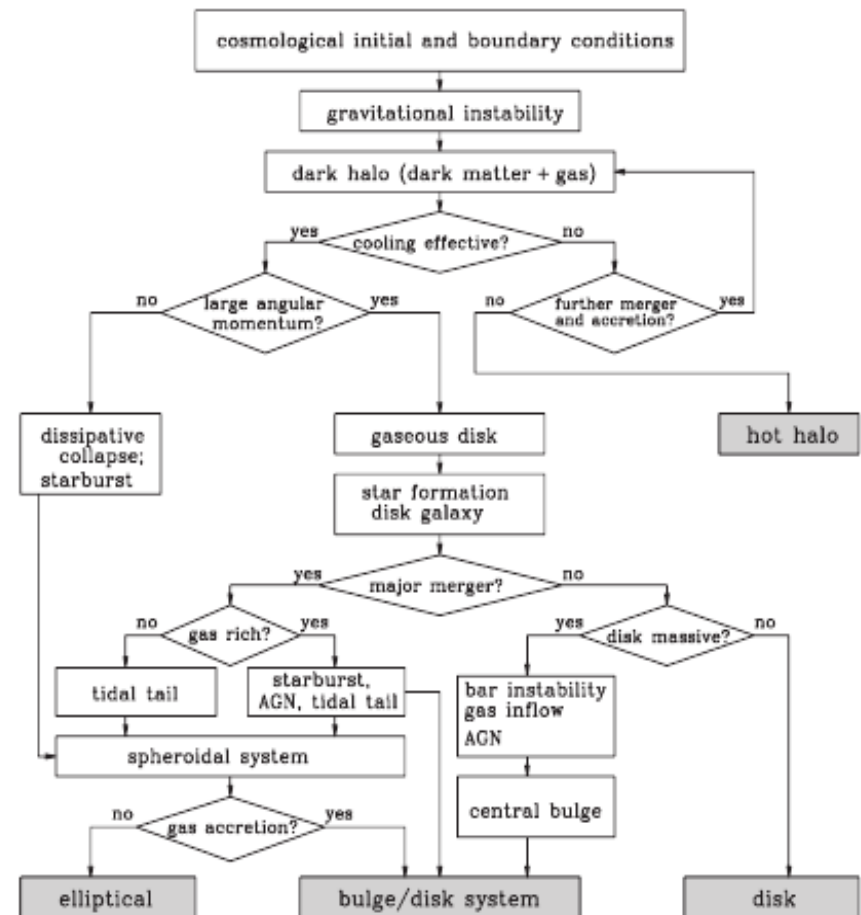 cosmological initial and boundary conditions
gravitational instability
dark halo (dark matter + gas)
yes
no
cooling effective?
no
large angular
momentum?
yes
no
further merger
and accretion?
yes
dissipative
collapse;
starburst
gaseous disk
hot halo
star formation
disk galaxy
yes
major merger?
no
no
gas rich?
yes
yes
disk massive?
no
tidal tail
starburst,
AGN, tidal tail
bar instability
gas inflow
AGN
spheroidal system
central bulge
no
gas accretion?
yes
elliptical
bulge/disk system
disk